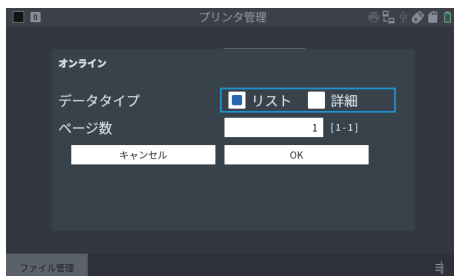 0 プリンタ管理
オンライン
データタイプ リスト 詳細
ページ数 1 [1-1]
キャンセル OK
ファイル管理